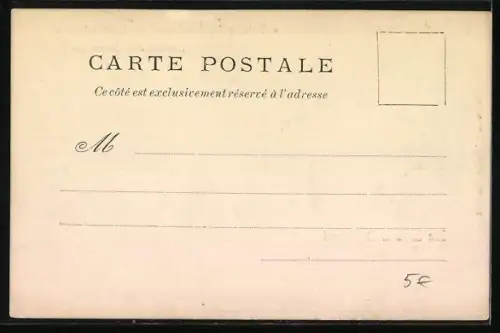 CARTE POSTALE
Ce côté est exclusivement réservé à l'adresse
M
5€